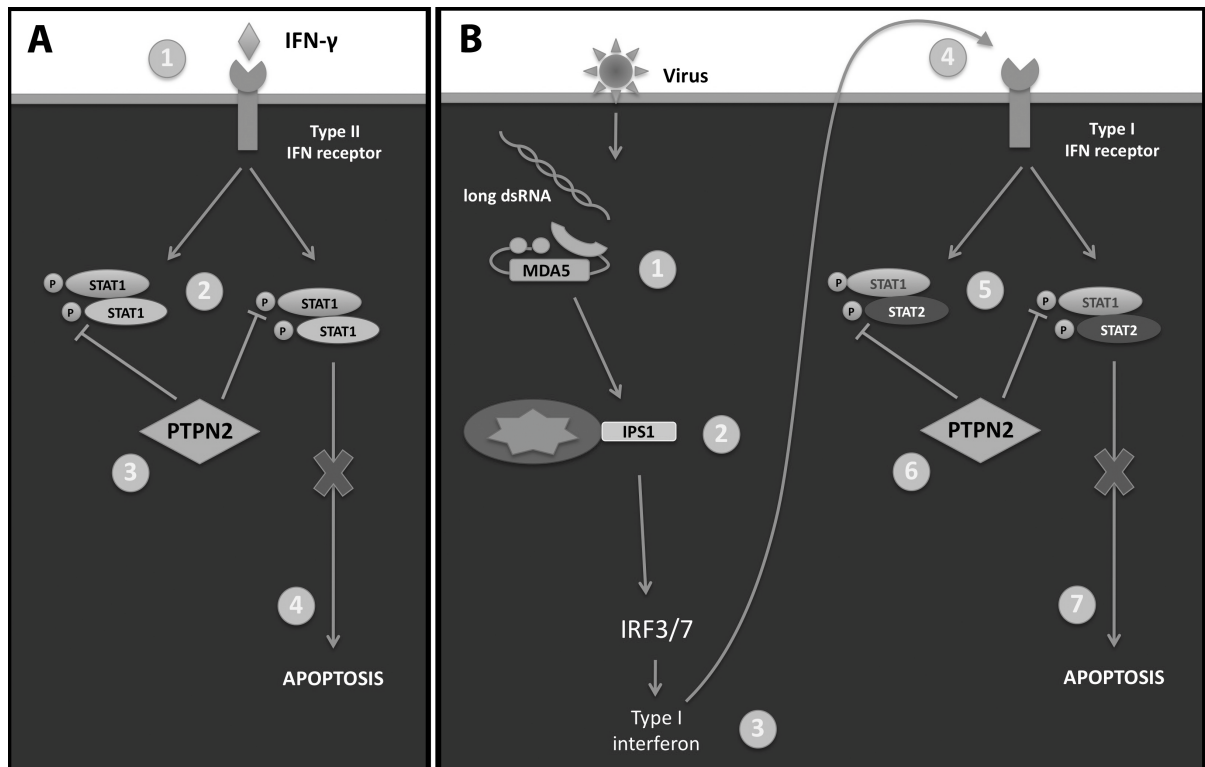 A
1
IFN-γ
Type II
IFN receptor
P
STAT1
P
STAT1
2
P
STAT1
P
STAT1
PTPN2
3
4
APOPTOSIS
B
Virus
long dsRNA
MDA5
1
IPS1
2
IRF3/7
Type I
interferon
3
4
Type I
IFN receptor
P
STAT1
P
STAT2
5
P
STAT1
P
STAT2
PTPN2
6
7
APOPTOSIS